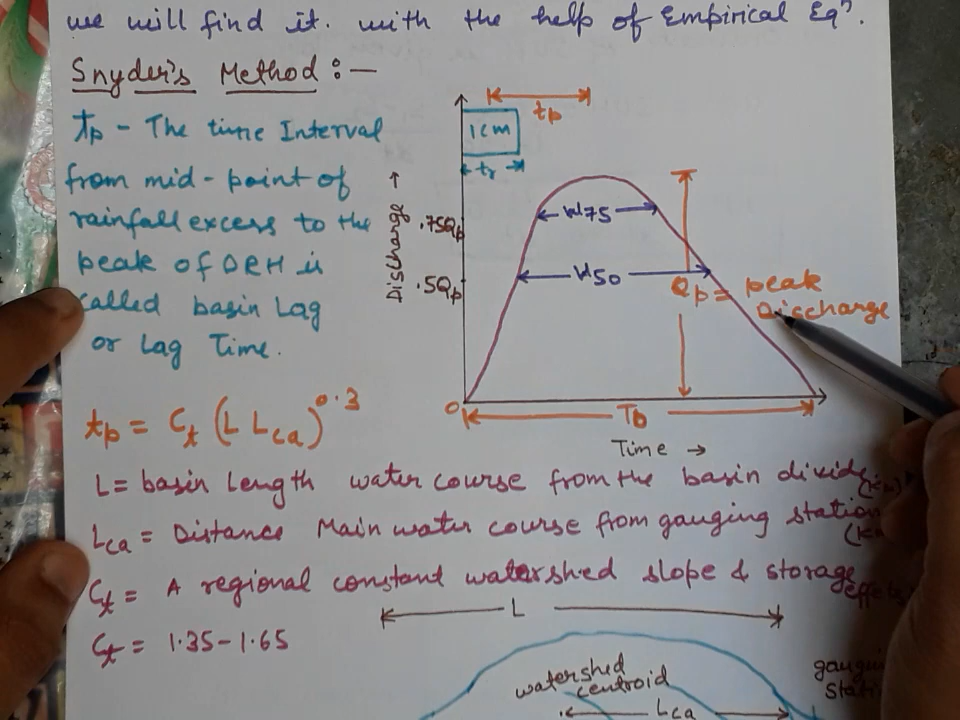 we will find it. with the help of Empirical Eqn.
Snyder's Method :-
tp - The time Interval
from mid-point of
rainfall excess to the
peak of DRH is
called basin Lag
or Lag Time.
tp
1cm
tr
Discharge →
.75Qp
.5Qp
W75
W50
Qp = peak
Discharge
0
Tb
Time →
tp = Ct (L Lca)^0.3
L = basin length water course from the basin divide
Lca = Distance Main water course from gauging station
Ct = A regional constant watershed slope & storage
effects
Ct = 1.35-1.65
L
watershed
centroid
Lca